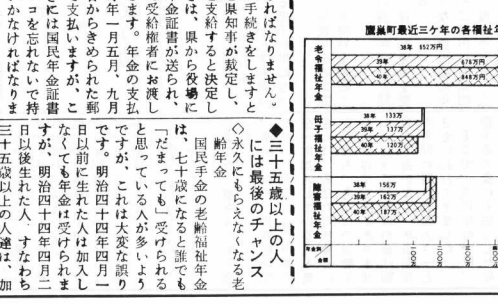 ればなりません。
手続きをしますと
県知事が裁定し、
支給すると決定し
は、県から役場に
金証書が送られ、
受給権者にお渡し
ます。年金の支払
年一月五月、九月
からきめられた郵
支払いますが、こ
きには国民年金証書
コを忘れないで持
かなければなりま
◆三十五歳以上の人
には最後のチャンス
◇永久にもらえなくなる老
齢年金
国民手金の老齢福祉年金
は、七十歳になると誰でも
「だまっても」受けられる
と思っている人が多いよう
ですが、これは大変な誤り
です。明治四十四年四月一
日以前に生れた人は加入し
なくても年金は受けられま
すが、明治四十四年四月二
日以後生れた人、すなわち
三十五歳以上の人達は、加
鷹巣町最近三ケ年の各福祉年
老令福祉年金
38年 652万円
39年 678万円
40年 848万円
母子福祉年金
38年 133万
39年 137万
40年 120万
障害福祉年金
38年 156万
39年 162万
40年 187万
年金別
金額